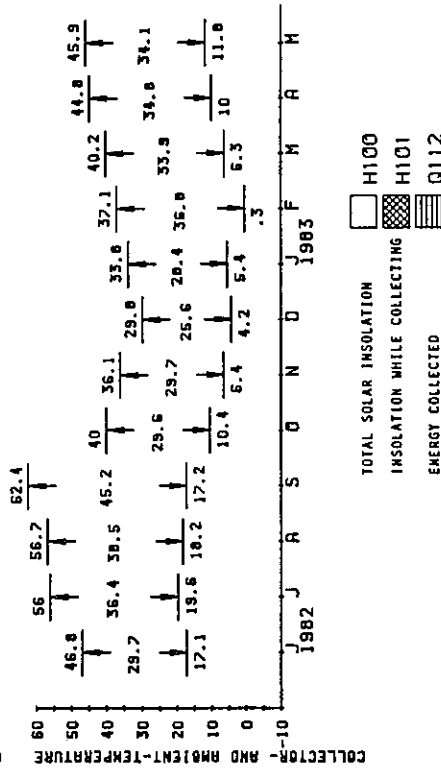 COLLECTOR- AND AMBIENT-TEMPERATURE
60
50
40
30
20
10
0
-10
46.8 56 56.7 62.4 40 36.1 29.8 33.8 37.1 40.2 44.8 45.9
29.7 36.4 38.5 45.2 29.6 29.7 25.6 28.4 36.8 33.9 34.8 34.1
17.1 19.6 18.2 17.2 10.4 6.4 4.2 5.4 .3 6.3 10 11.8
J J A S O N D J F M A M
1982 1983
TOTAL SOLAR INSOLATION H100
INSOLATION WHILE COLLECTING H101
ENERGY COLLECTED Q112